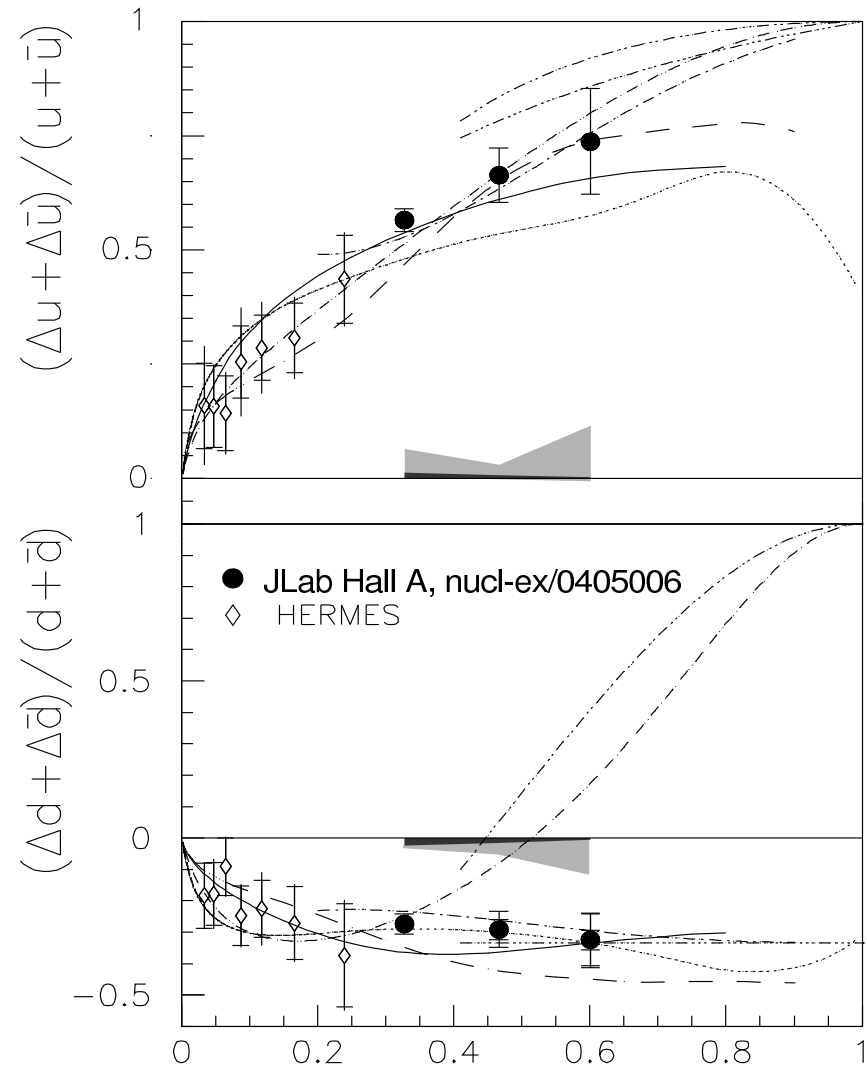 (Δu + Δū) / (u + ū)
1
0.5
0
(Δd + Δd̄) / (d + d̄)
1
JLab Hall A, nucl-ex/0405006
HERMES
0.5
0
−0.5
0 0.2 0.4 0.6 0.8 1